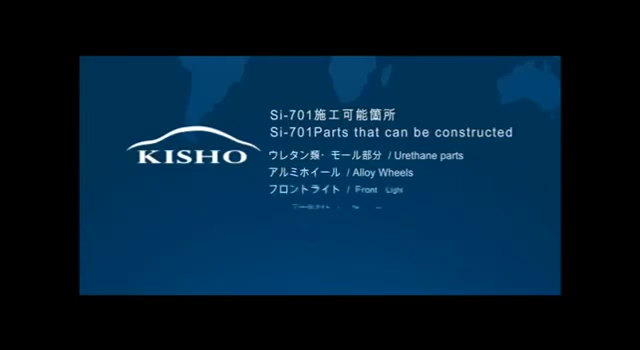 Si-701施工可能箇所
Si-701Parts that can be constructed
KISHO
ウレタン類・モール部分 / Urethane parts
アルミホイール / Alloy Wheels
フロントライト / Front Light